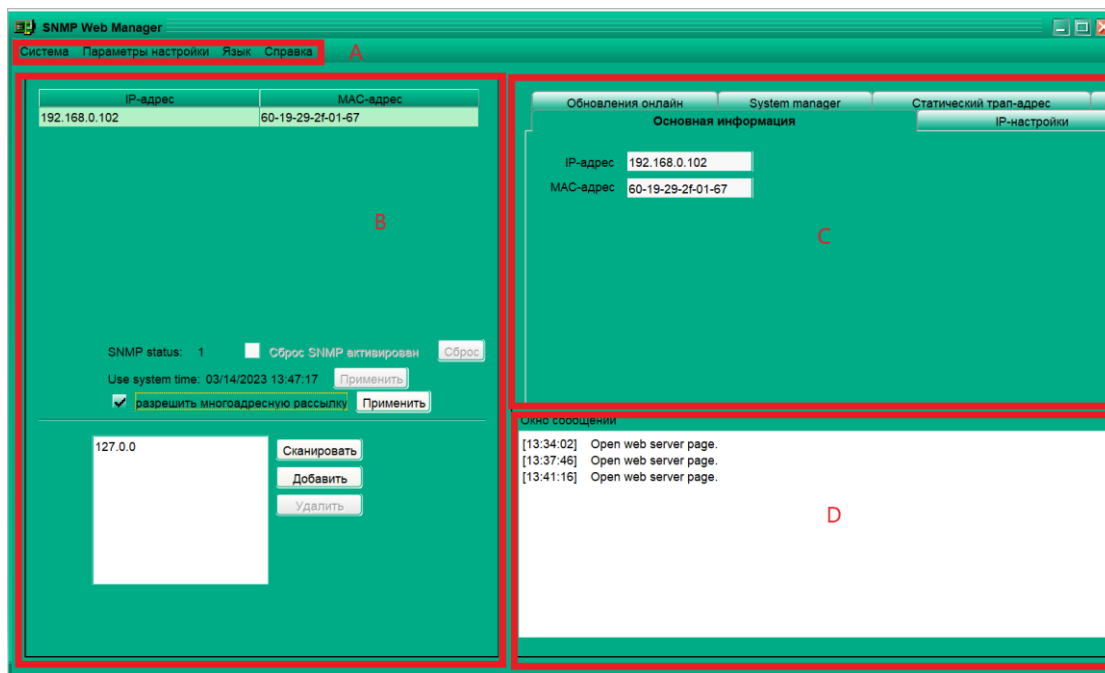 SNMP Web Manager
Система Параметры настройки Язык Справка
A
IP-адрес MAC-адрес
192.168.0.102 60-19-29-2f-01-67
B
SNMP status: 1 Сброс SNMP активирован Сброс
Use system time: 03/14/2023 13:47:17 Применить
разрешить многоадресную рассылку Применить
127.0.0
Сканировать
Добавить
Удалить
Обновления онлайн System manager Статический трап-адрес
Основная информация IP-настройки
IP-адрес 192.168.0.102
MAC-адрес 60-19-29-2f-01-67
C
Окно сообщений
[13:34:02] Open web server page.
[13:37:46] Open web server page.
[13:41:16] Open web server page.
D